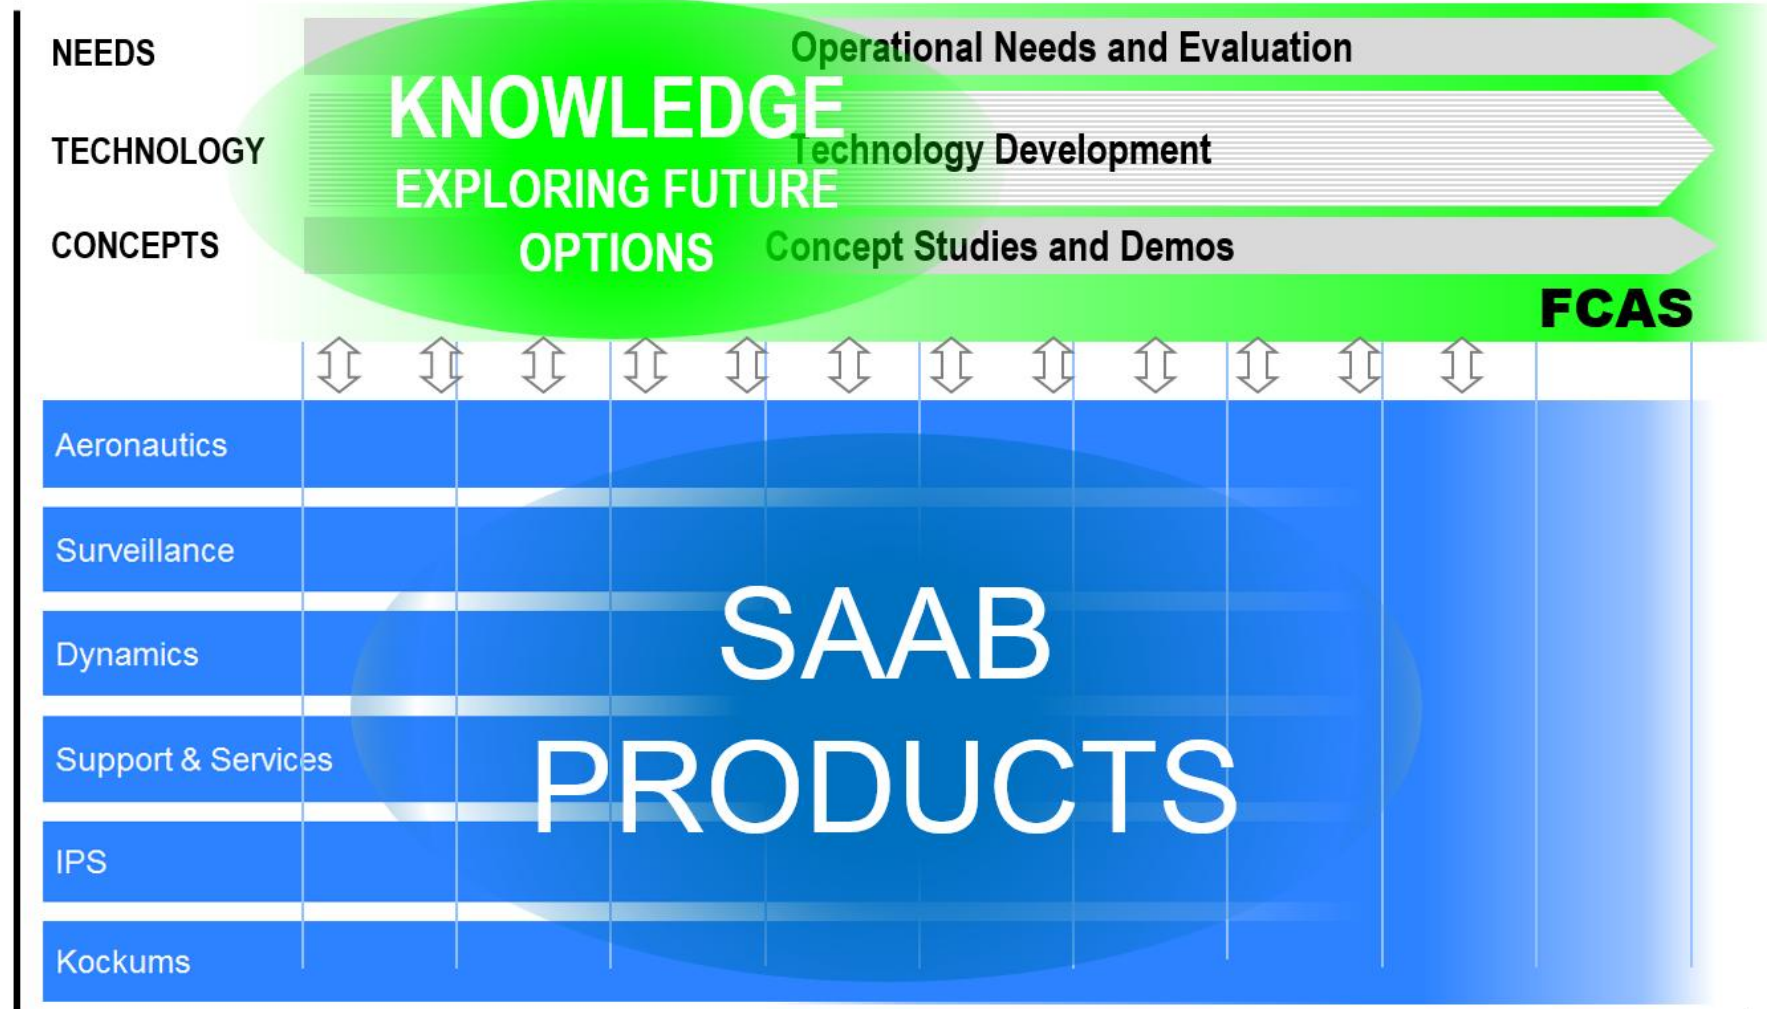 NEEDS
Operational Needs and Evaluation
KNOWLEDGE
TECHNOLOGY
Technology Development
EXPLORING FUTURE
OPTIONS
CONCEPTS
Concept Studies and Demos
FCAS
Aeronautics
Surveillance
Dynamics
Support & Services
IPS
Kockums
SAAB
PRODUCTS